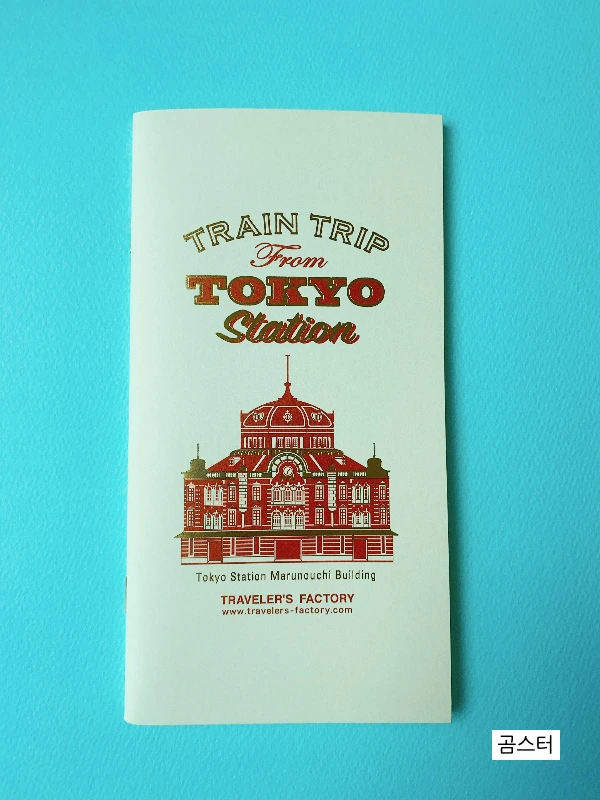 TRAIN TRIP
From
TOKYO
Station
Tokyo Station Marunouchi Building
TRAVELER'S FACTORY
www.travelers-factory.com
곰스터